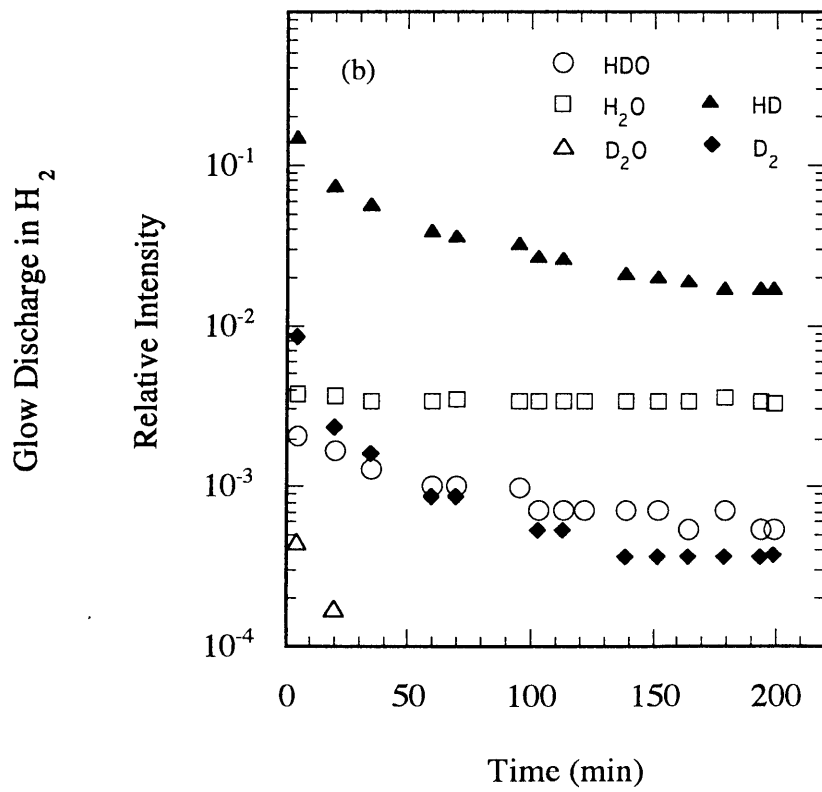 (b)
HDO
H₂O
D₂O
HD
D₂
Glow Discharge in H₂
Relative Intensity
10⁻¹
10⁻²
10⁻³
10⁻⁴
0 50 100 150 200
Time (min)